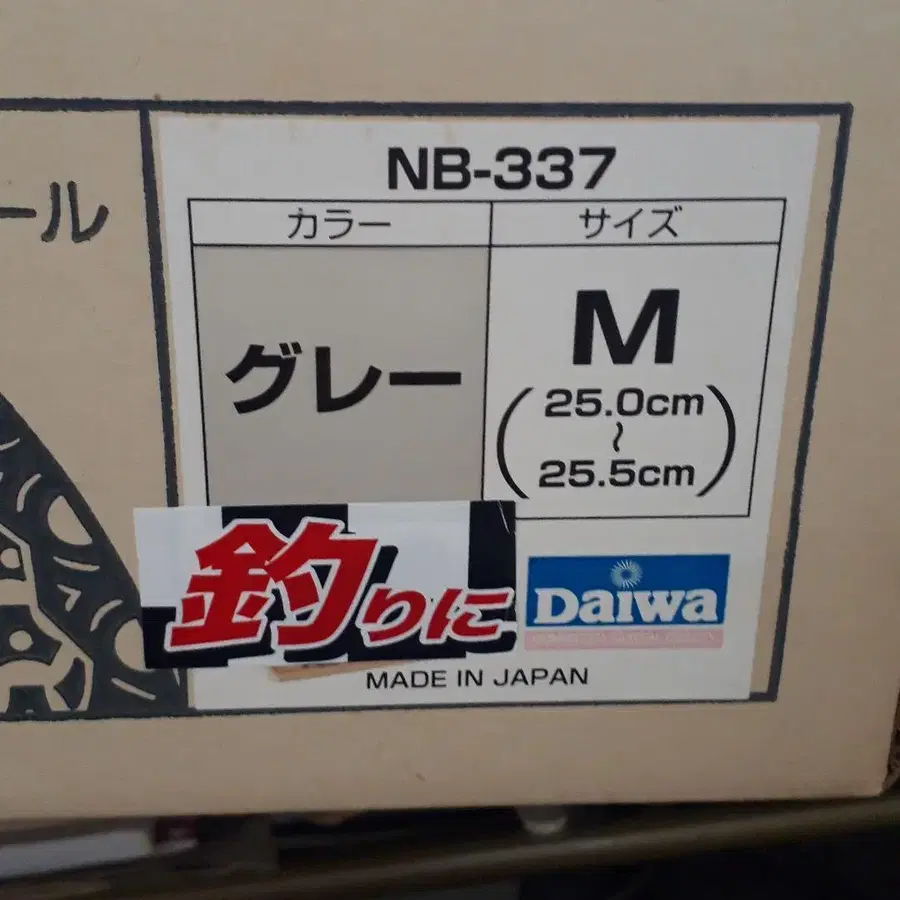 ール
NB-337
カラー
サイズ
グレー
M
(25.0cm
~
25.5cm)
釣りに
Daiwa
MADE IN JAPAN